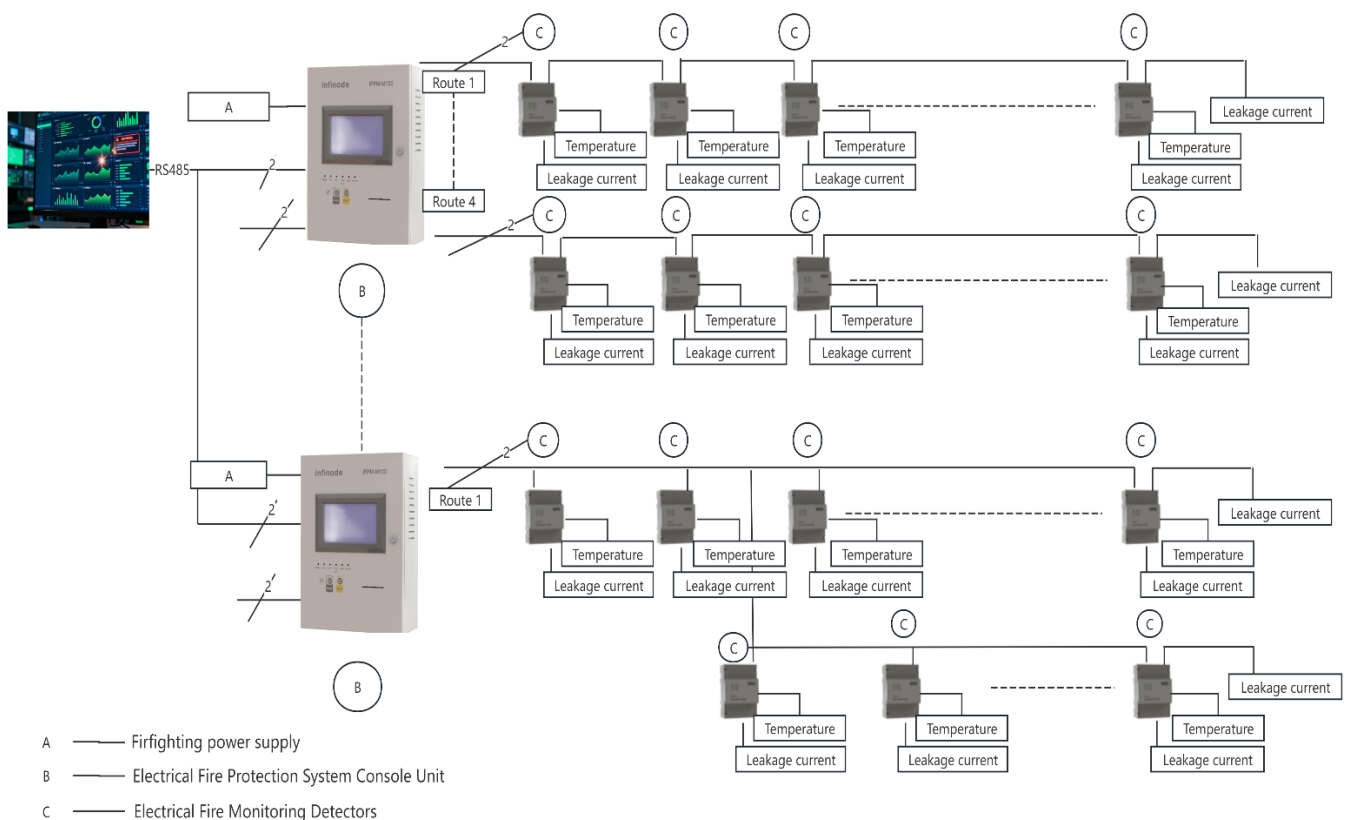 2
C
C
C
C
infinode
IFPM-M100
Route 1
A
Leakage current
Temperature
Temperature
Temperature
Temperature
RS485
2
Leakage current
Leakage current
Leakage current
Leakage current
Route 4
2'
2
C
C
C
C
Leakage current
B
Temperature
Temperature
Temperature
Temperature
Leakage current
Leakage current
Leakage current
Leakage current
2
C
C
C
C
A
infinode
IFPM-M100
Route 1
2'
Leakage current
Temperature
Temperature
Temperature
Temperature
2'
Leakage current
Leakage current
Leakage current
Leakage current
C
C
C
B
Leakage current
Temperature
Temperature
Temperature
Leakage current
Leakage current
Leakage current
A Firfighting power supply
B Electrical Fire Protection System Console Unit
C Electrical Fire Monitoring Detectors